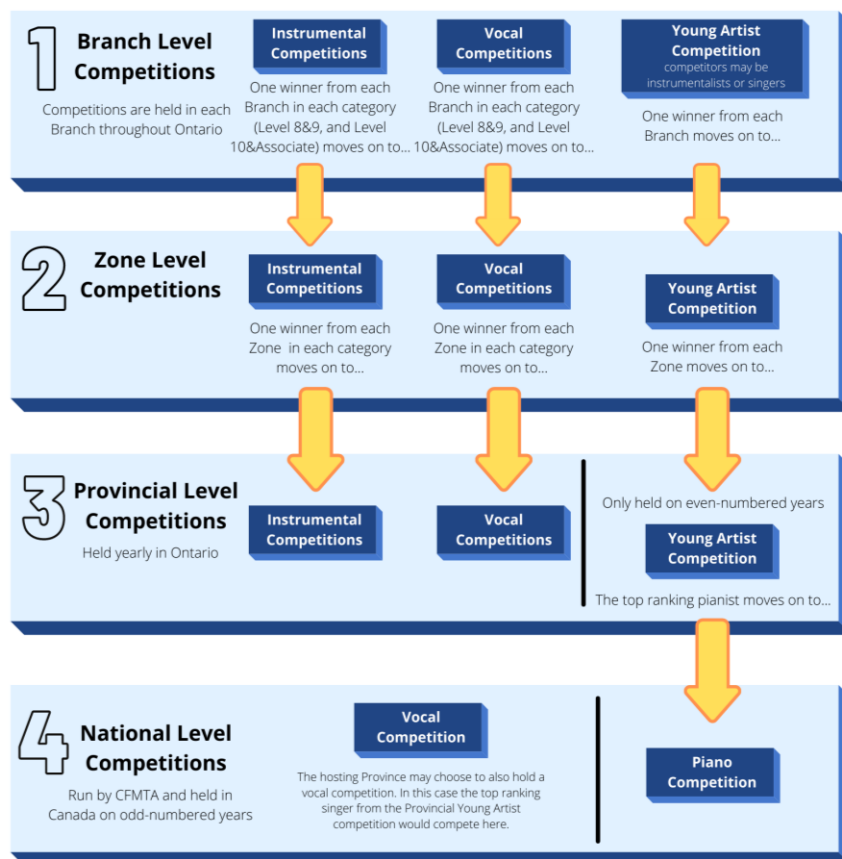 1
Branch Level
Competitions
Competitions are held in each
Branch throughout Ontario
Instrumental
Competitions
One winner from each
Branch in each category
(Level 8&9, and Level
10&Associate) moves on to...
Vocal
Competitions
One winner from each
Branch in each category
(Level 8&9, and Level
10&Associate) moves on to...
Young Artist
Competition
competitors may be
instrumentalists or singers
One winner from each
Branch moves on to...
2
Zone Level
Competitions
Instrumental
Competitions
One winner from each
Zone in each category
moves on to...
Vocal
Competitions
One winner from each
Zone in each category
moves on to...
Young Artist
Competition
One winner from each
Zone moves on to...
3
Provincial Level
Competitions
Held yearly in Ontario
Instrumental
Competitions
Vocal
Competitions
Only held on even-numbered years
Young Artist
Competition
The top ranking pianist moves on to...
4
National Level
Competitions
Run by CFMTA and held in
Canada on odd-numbered years
Vocal
Competition
The hosting Province may choose to also hold a
vocal competition. In this case the top ranking
singer from the Provincial Young Artist
competition would compete here.
Piano
Competition